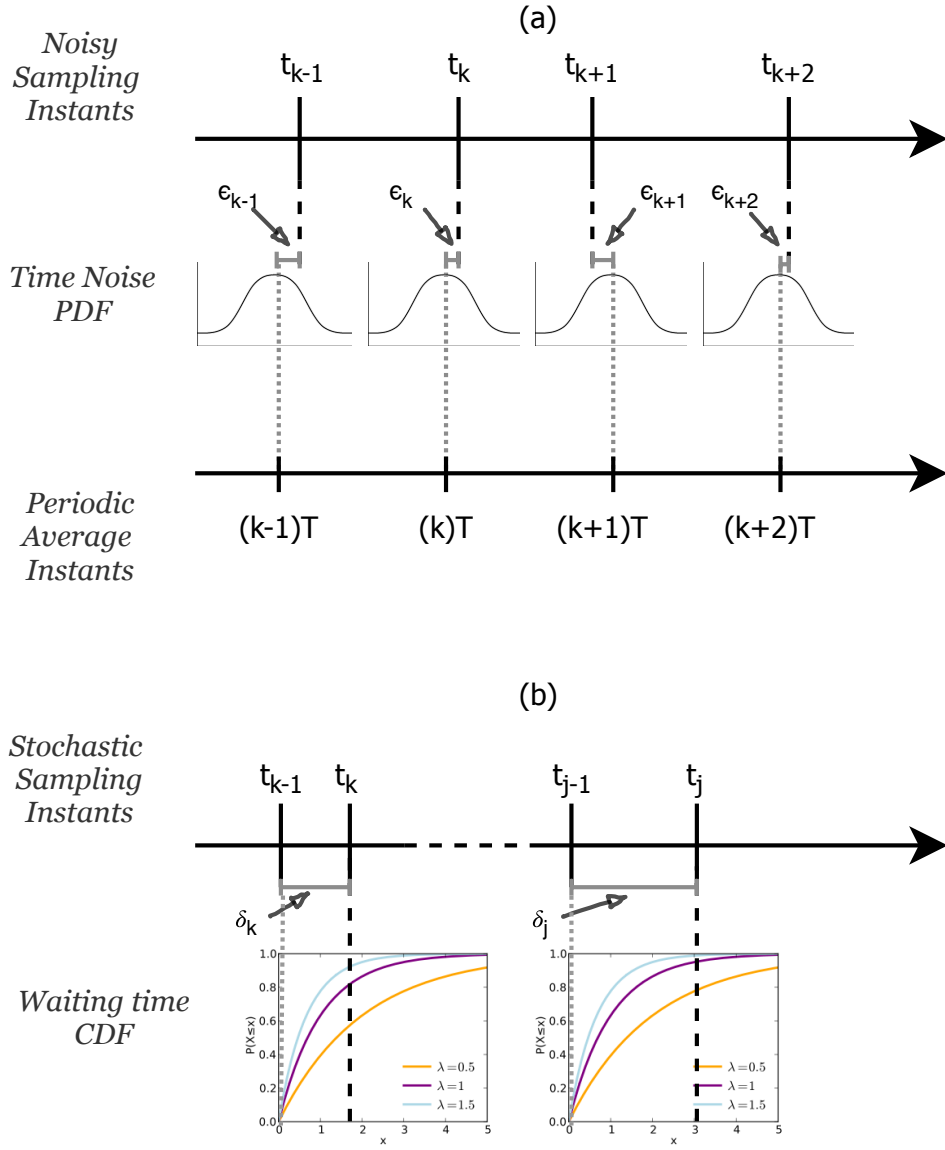 (a)
Noisy
Sampling
Instants
t_{k-1} t_k t_{k+1} t_{k+2}
ϵ_{k-1} ϵ_k ϵ_{k+1} ϵ_{k+2}
Time Noise
PDF
Periodic
Average
Instants
(k-1)T (k)T (k+1)T (k+2)T
(b)
Stochastic
Sampling
Instants
t_{k-1} t_k t_{j-1} t_j
δ_k δ_j
Waiting time
CDF
P(X≤x)
1.0
0.8
0.6
0.4
0.2
0.0
0 1 2 3 4 5
x
λ=0.5
λ=1
λ=1.5
P(X≤x)
1.0
0.8
0.6
0.4
0.2
0.0
0 1 2 3 4 5
x
λ=0.5
λ=1
λ=1.5